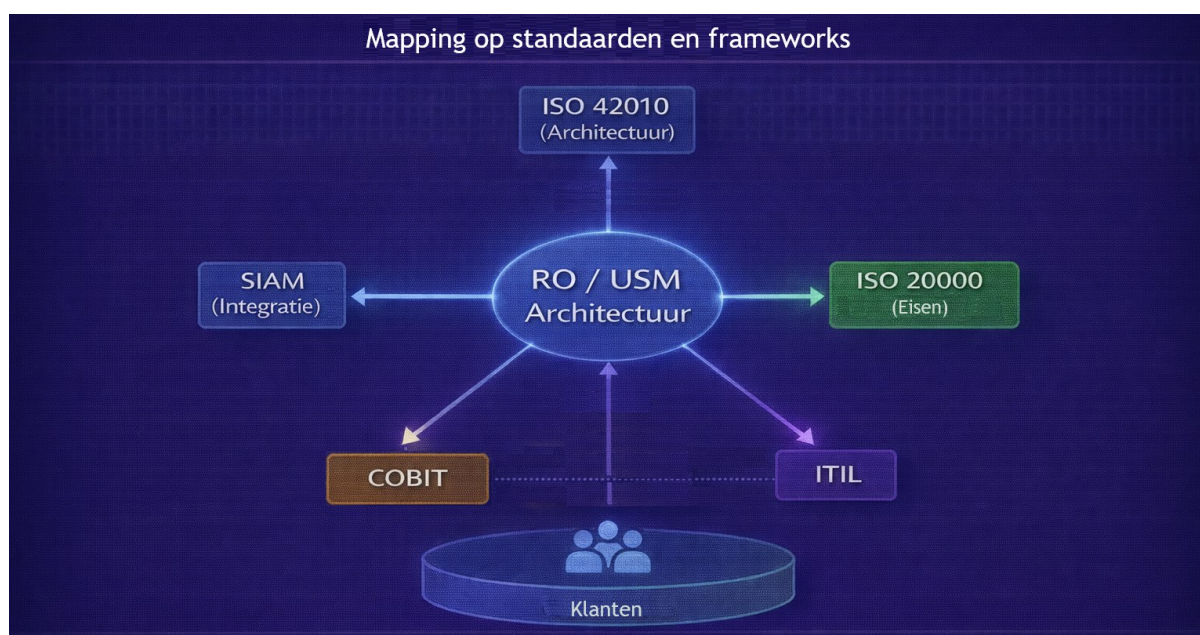 Mapping op standaarden en frameworks
ISO 42010
(Architectuur)
SIAM
(Integratie)
RO / USM
Architectuur
ISO 20000
(Eisen)
COBIT
ITIL
Klanten